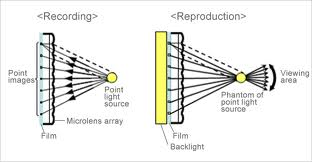 <Recording>
<Reproduction>
Point
images
Point
light
source
Microlens array
Film
Phantom of
point light
source
Viewing
area
Film
Backlight